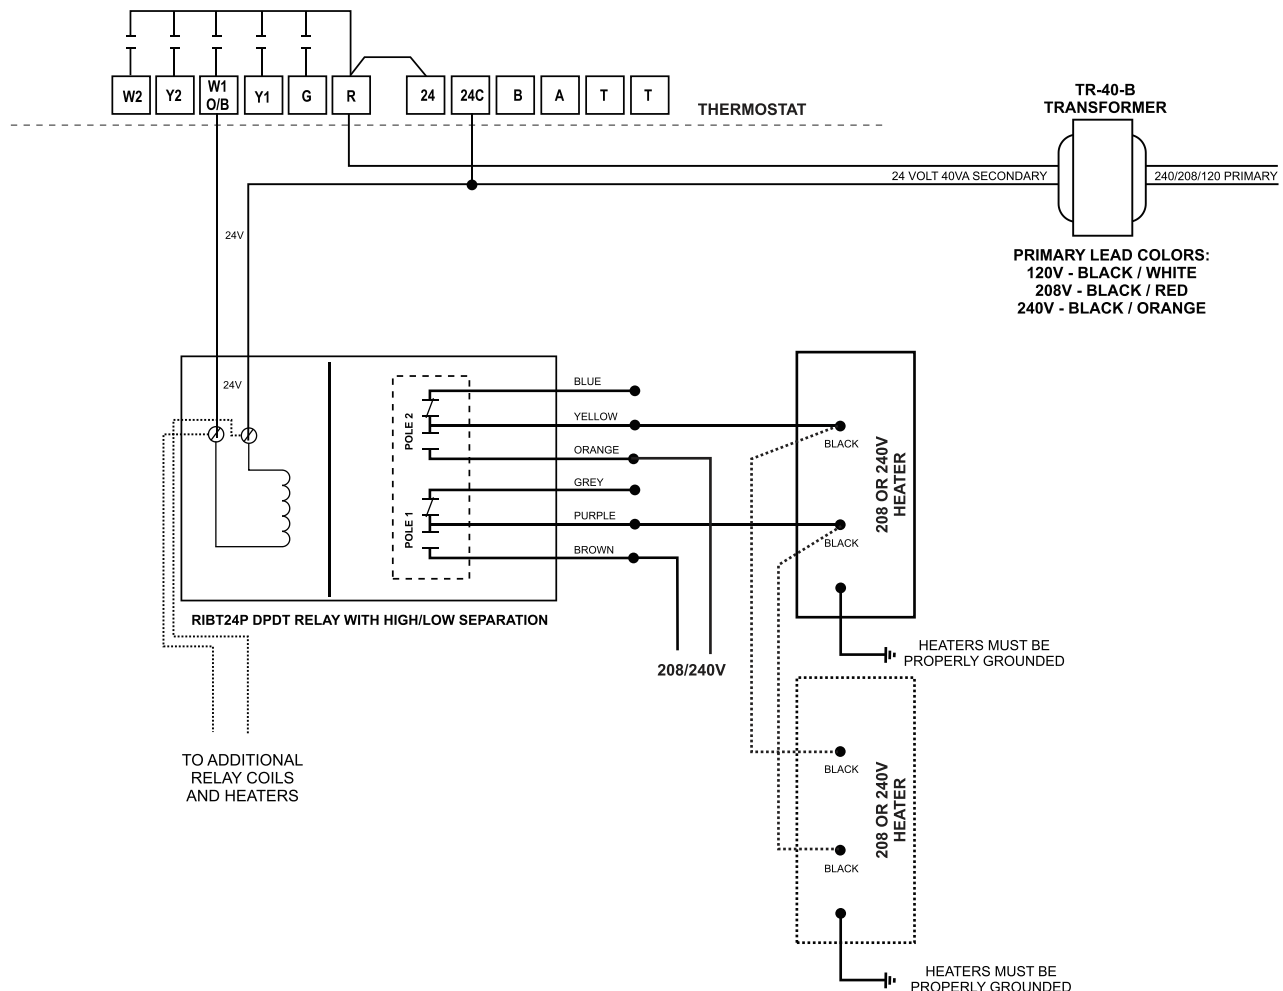 W2
Y2
W1
O/B
Y1
G
R
24
24C
B
A
T
T
THERMOSTAT
TR-40-B
TRANSFORMER
24 VOLT 40VA SECONDARY
240/208/120 PRIMARY
PRIMARY LEAD COLORS:
120V - BLACK / WHITE
208V - BLACK / RED
240V - BLACK / ORANGE
24V
24V
POLE 2
POLE 1
BLUE
YELLOW
ORANGE
GREY
PURPLE
BROWN
RIBT24P DPDT RELAY WITH HIGH/LOW SEPARATION
208/240V
BLACK
BLACK
208 OR 240V
HEATER
HEATERS MUST BE
PROPERLY GROUNDED
TO ADDITIONAL
RELAY COILS
AND HEATERS
BLACK
BLACK
208 OR 240V
HEATER
HEATERS MUST BE
PROPERLY GROUNDED